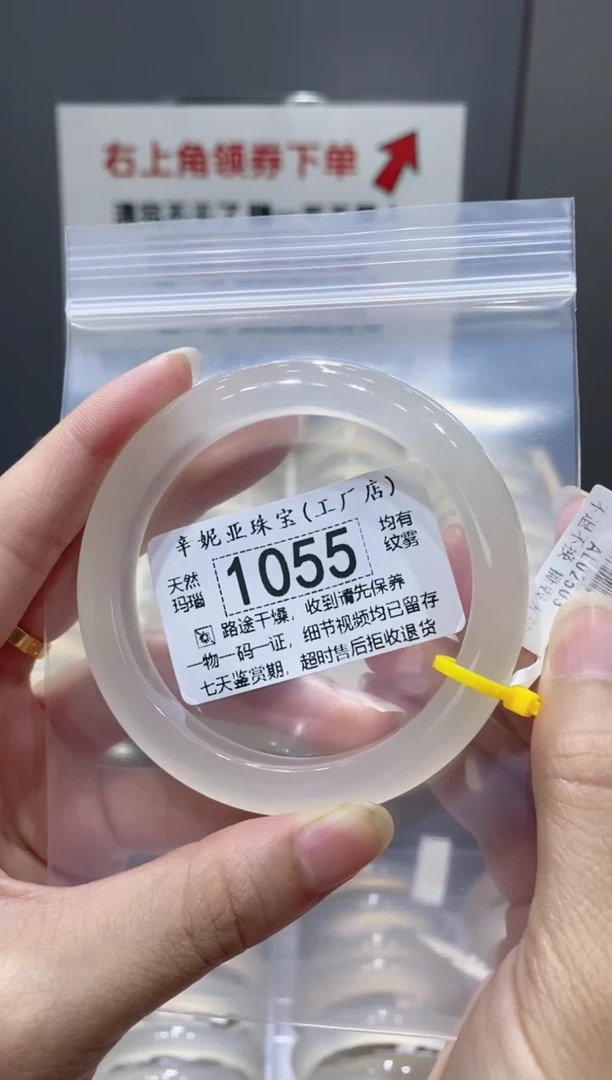 右上角领券下单
辛妮亚珠宝(工厂店)
天然
玛瑙
1055
均有
纹雾
路途干燥，收到请先保养
一物一码一证，细节视频均已留存
七天鉴赏期，超时售后拒收退货